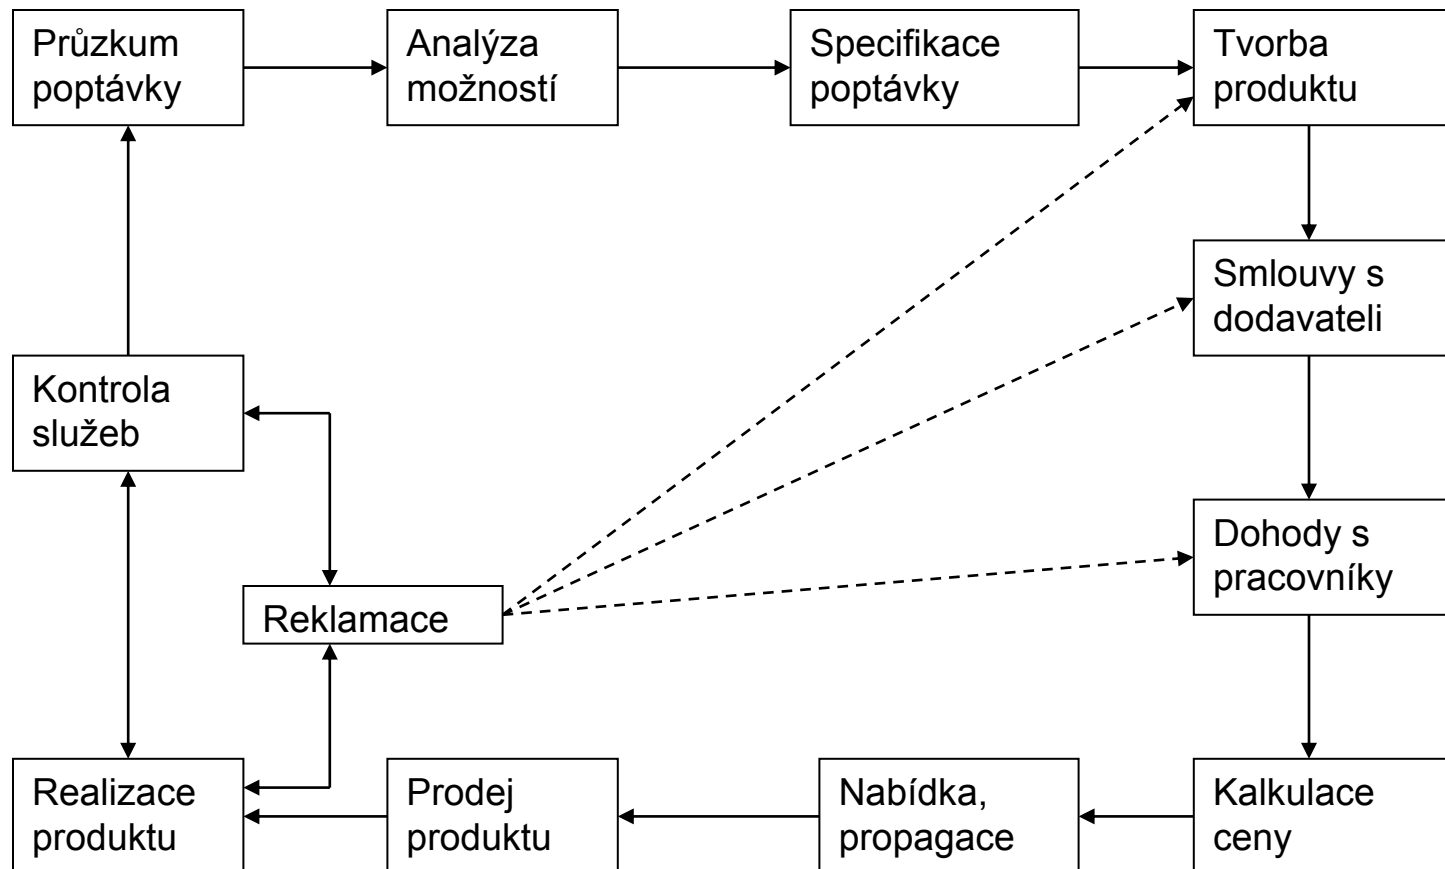 Průzkum
poptávky
Analýza
možností
Specifikace
poptávky
Tvorba
produktu
Smlouvy s
dodavateli
Kontrola
služeb
Dohody s
pracovníky
Reklamace
Realizace
produktu
Prodej
produktu
Nabídka,
propagace
Kalkulace
ceny